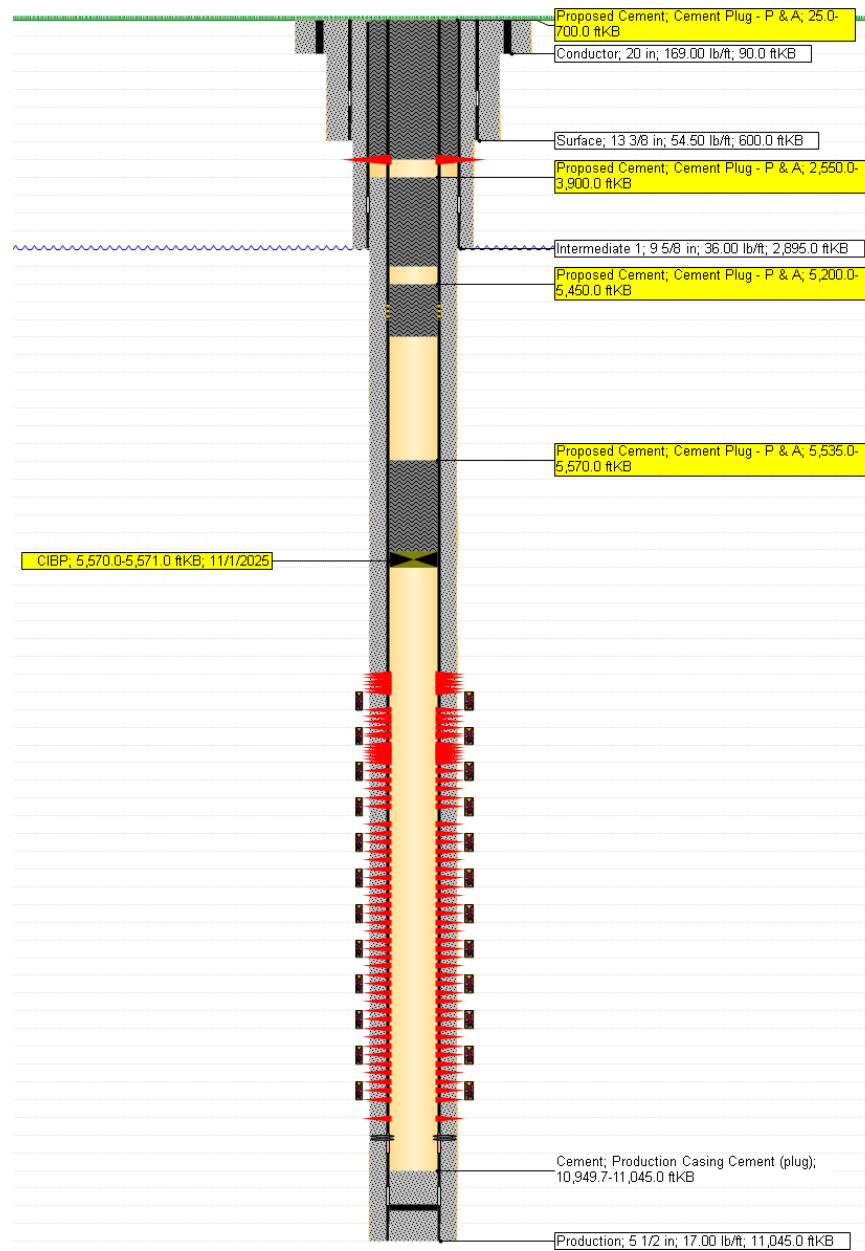 Proposed Cement; Cement Plug - P & A; 25.0-
700.0 ftKB
Conductor; 20 in; 169.00 lb/ft; 90.0 ftKB
Surface; 13 3/8 in; 54.50 lb/ft; 600.0 ftKB
Proposed Cement; Cement Plug - P & A; 2,550.0-
3,900.0 ftKB
Intermediate 1; 9 5/8 in; 36.00 lb/ft; 2,895.0 ftKB
Proposed Cement; Cement Plug - P & A; 5,200.0-
5,450.0 ftKB
Proposed Cement; Cement Plug - P & A; 5,535.0-
5,570.0 ftKB
CIBP; 5,570.0-5,571.0 ftKB; 11/1/2025
Cement; Production Casing Cement (plug);
10,949.7-11,045.0 ftKB
Production; 5 1/2 in; 17.00 lb/ft; 11,045.0 ftKB